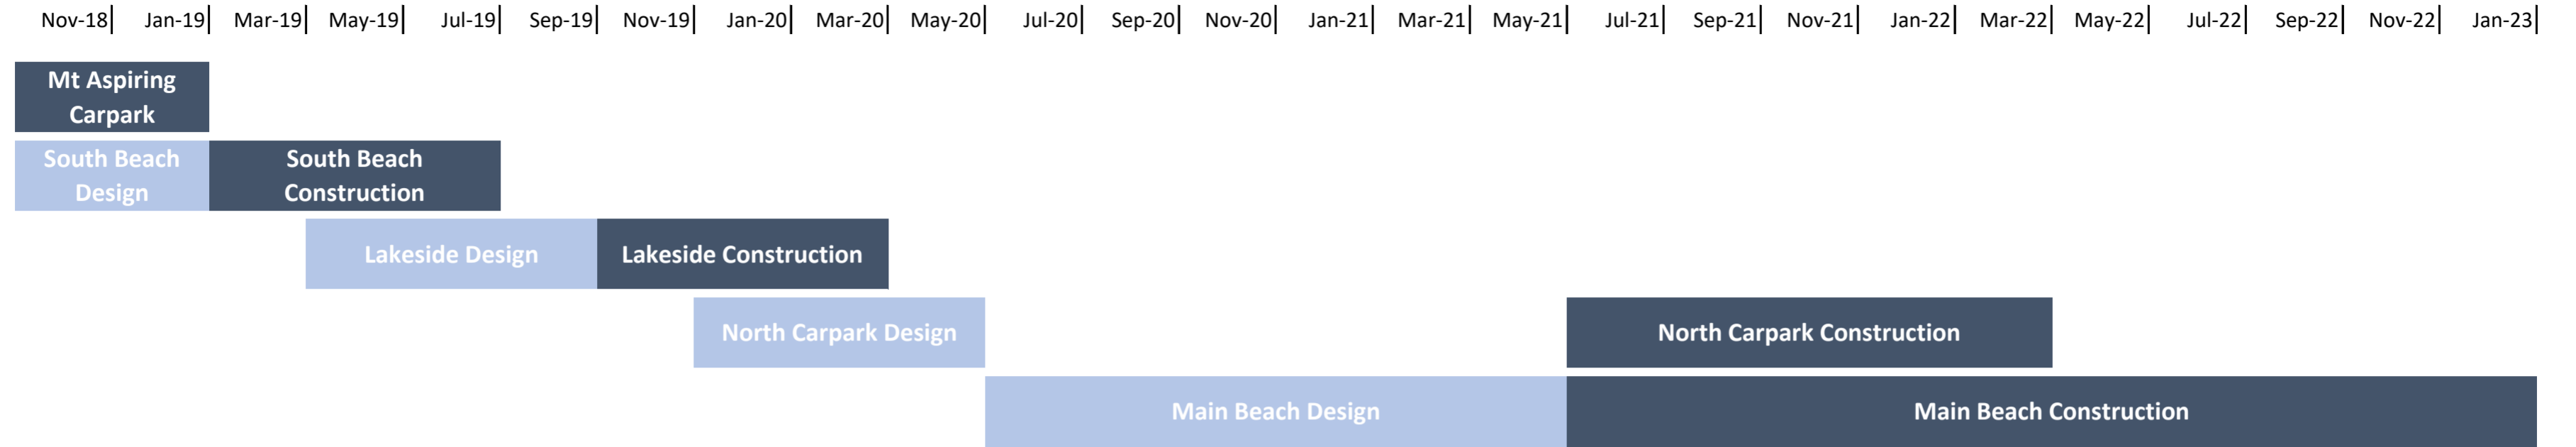 Nov-18 Jan-19 Mar-19 May-19 Jul-19 Sep-19 Nov-19 Jan-20 Mar-20 May-20 Jul-20 Sep-20 Nov-20 Jan-21 Mar-21 May-21 Jul-21 Sep-21 Nov-21 Jan-22 Mar-22 May-22 Jul-22 Sep-22 Nov-22 Jan-23
Mt Aspiring
Carpark
South Beach
Design
South Beach
Construction
Lakeside Design
Lakeside Construction
North Carpark Design
North Carpark Construction
Main Beach Design
Main Beach Construction